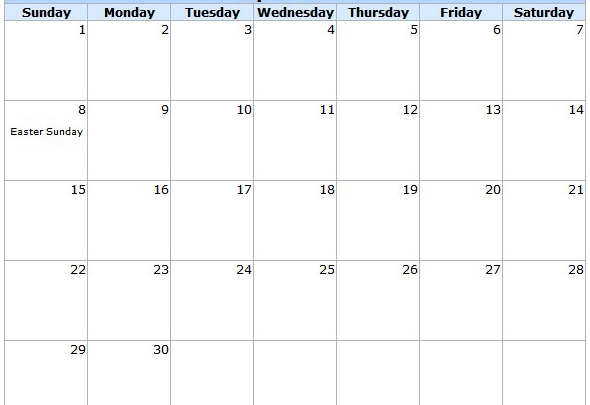 Sunday Monday Tuesday Wednesday Thursday Friday Saturday
1 2 3 4 5 6 7
8 9 10 11 12 13 14
Easter Sunday
15 16 17 18 19 20 21
22 23 24 25 26 27 28
29 30